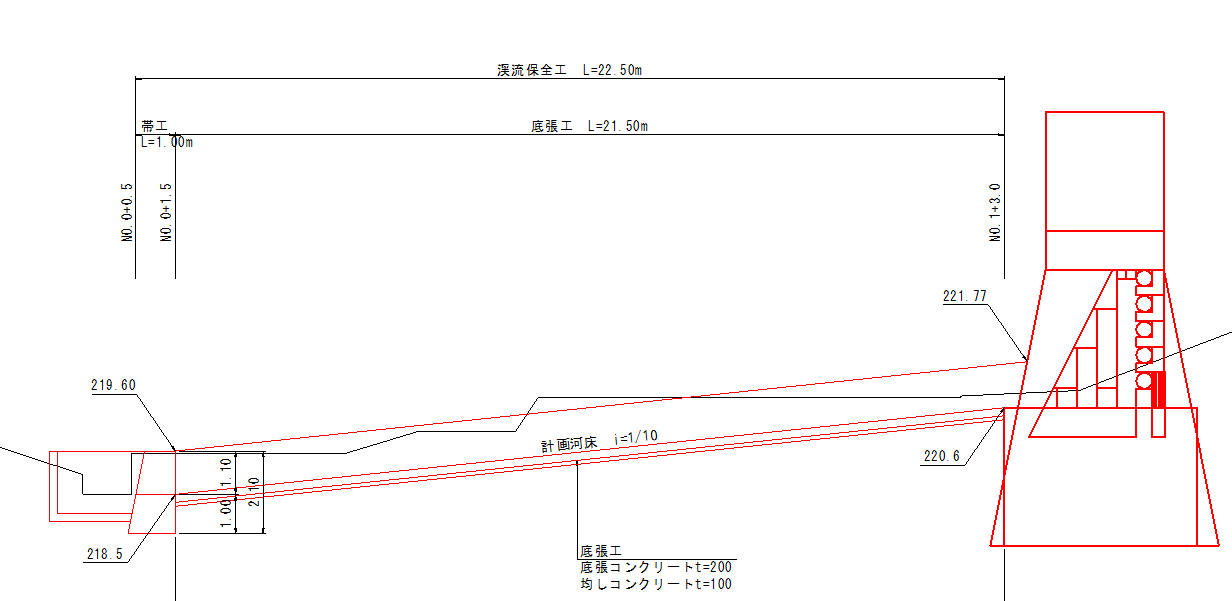 渓流保全工 L=22.50m
帯工
L=1.00m
底張工 L=21.50m
NO.0+0.5
NO.0+1.5
NO.1+3.0
221.77
219.60
計画河床 i=1/10
220.6
1.10
2.10
1.00
218.5
底張工
底張コンクリートt=200
均しコンクリートt=100